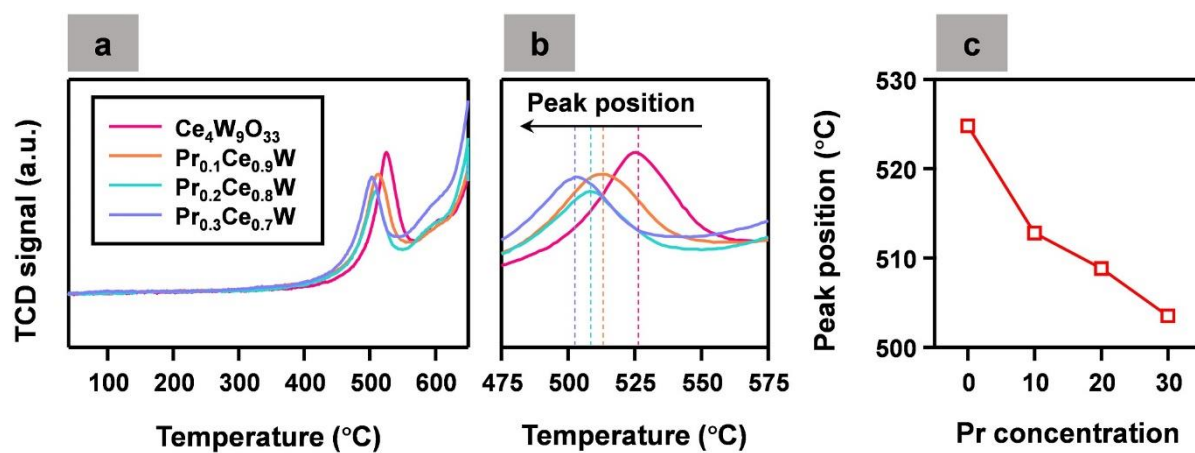 a
b
c
Peak position
Ce₄W₉O₃₃
Pr₀.₁Ce₀.₉W
Pr₀.₂Ce₀.₈W
Pr₀.₃Ce₀.₇W
TCD signal (a.u.)
100 200 300 400 500 600
Temperature (°C)
475 500 525 550 575
Temperature (°C)
Peak position (°C)
530
520
510
500
0 10 20 30
Pr concentration